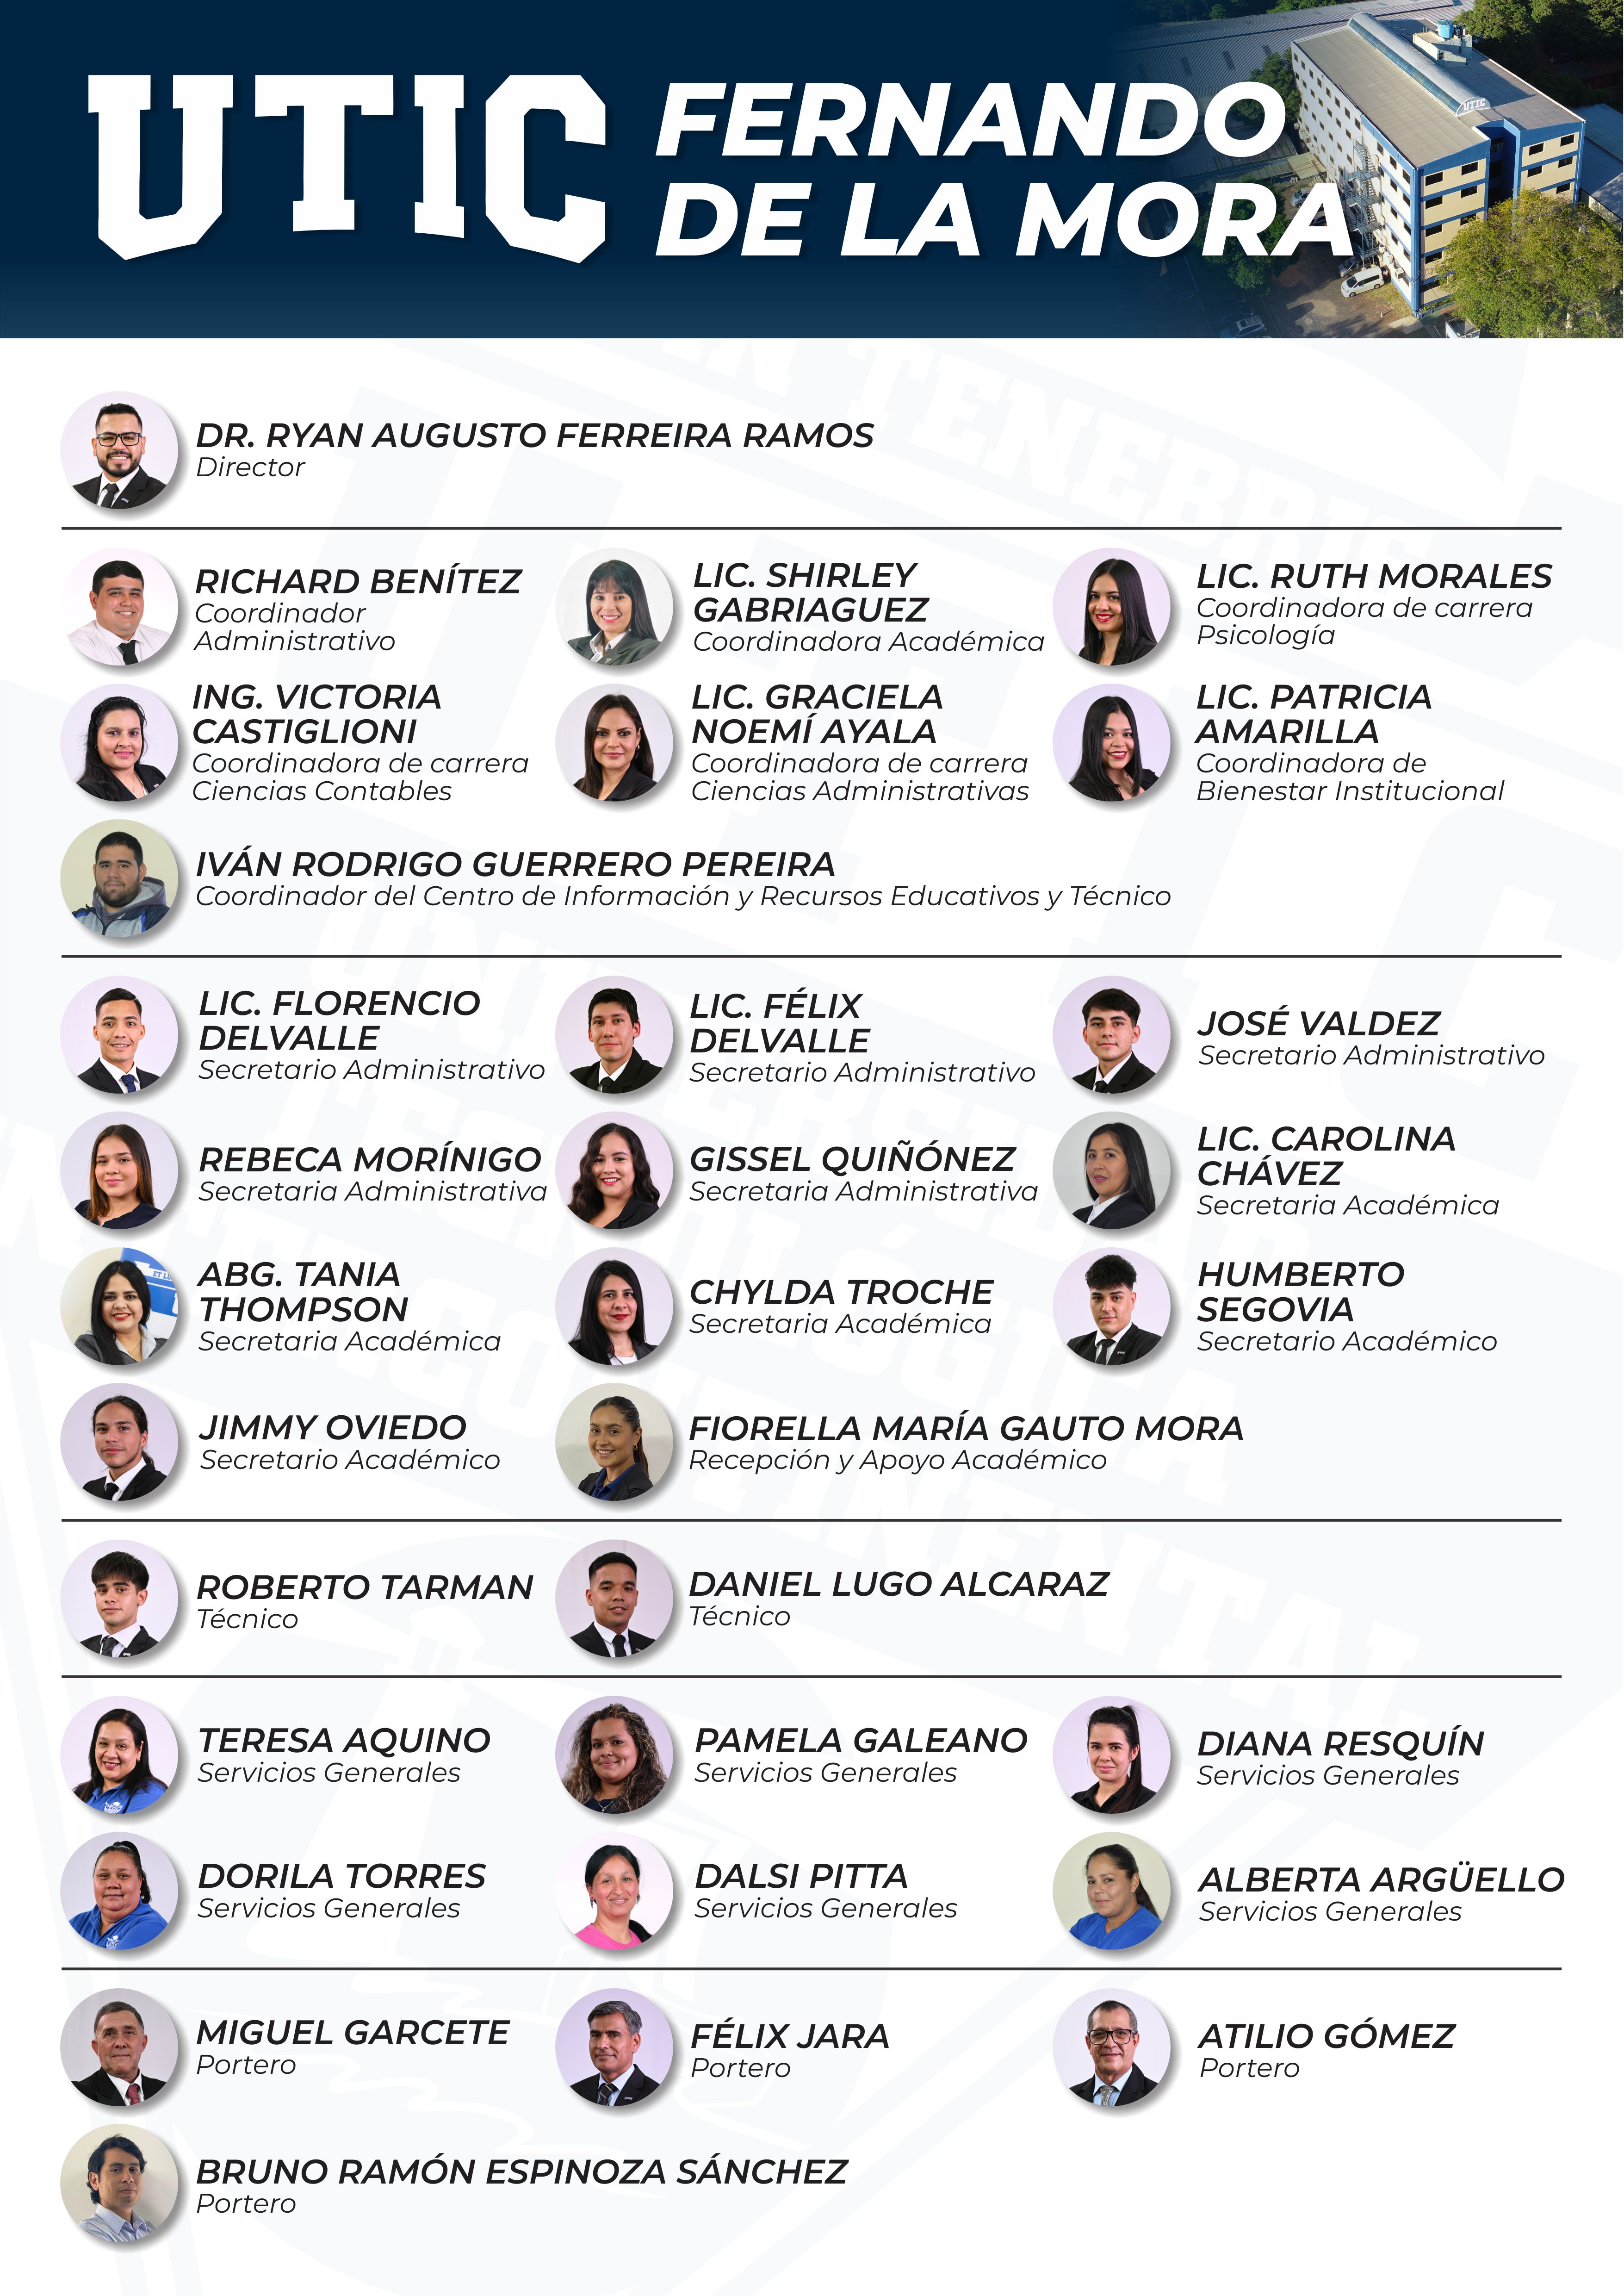 UTIC FERNANDO
DE LA MORA
UTIC
DR. RYAN AUGUSTO FERREIRA RAMOS
Director
RICHARD BENÍTEZ
Coordinador
Administrativo
LIC. SHIRLEY
GABRIAGUEZ
Coordinadora Académica
LIC. RUTH MORALES
Coordinadora de carrera
Psicología
ING. VICTORIA
CASTIGLIONI
Coordinadora de carrera
Ciencias Contables
LIC. GRACIELA
NOEMÍ AYALA
Coordinadora de carrera
Ciencias Administrativas
LIC. PATRICIA
AMARILLA
Coordinadora de
Bienestar Institucional
IVÁN RODRIGO GUERRERO PEREIRA
Coordinador del Centro de Información y Recursos Educativos y Técnico
LIC. FLORENCIO
DELVALLE
Secretario Administrativo
LIC. FÉLIX
DELVALLE
Secretario Administrativo
JOSÉ VALDEZ
Secretario Administrativo
REBECA MORÍNIGO
Secretaria Administrativa
GISSEL QUIÑÓNEZ
Secretaria Administrativa
LIC. CAROLINA
CHÁVEZ
Secretaria Académica
ABG. TANIA
THOMPSON
Secretaria Académica
CHYLDA TROCHE
Secretaria Académica
HUMBERTO
SEGOVIA
Secretario Académico
JIMMY OVIEDO
Secretario Académico
FIORELLA MARÍA GAUTO MORA
Recepción y Apoyo Académico
ROBERTO TARMAN
Técnico
DANIEL LUGO ALCARAZ
Técnico
TERESA AQUINO
Servicios Generales
PAMELA GALEANO
Servicios Generales
DIANA RESQUÍN
Servicios Generales
DORILA TORRES
Servicios Generales
DALSI PITTA
Servicios Generales
ALBERTA ARGÜELLO
Servicios Generales
MIGUEL GARCETE
Portero
FÉLIX JARA
Portero
ATILIO GÓMEZ
Portero
BRUNO RAMÓN ESPINOZA SÁNCHEZ
Portero